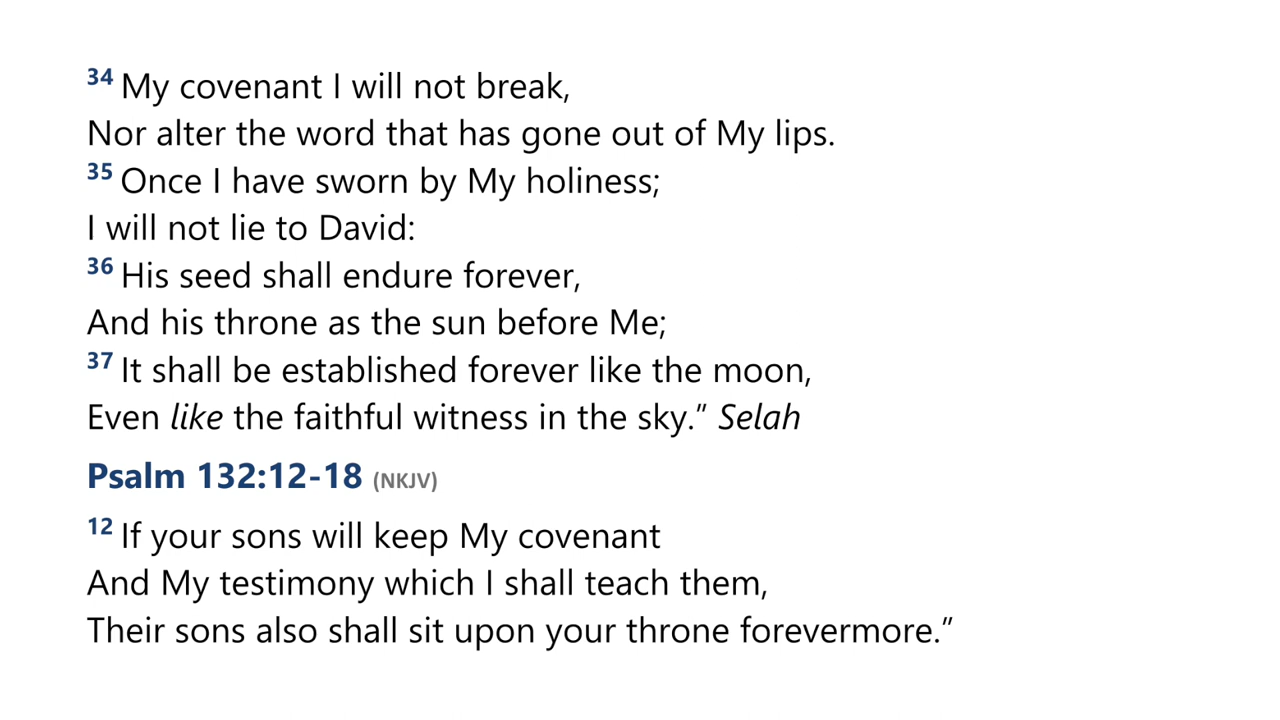 34 My covenant I will not break,
Nor alter the word that has gone out of My lips.
35 Once I have sworn by My holiness;
I will not lie to David:
36 His seed shall endure forever,
And his throne as the sun before Me;
37 It shall be established forever like the moon,
Even like the faithful witness in the sky.” Selah
Psalm 132:12-18 (NKJV)
12 If your sons will keep My covenant
And My testimony which I shall teach them,
Their sons also shall sit upon your throne forevermore.”